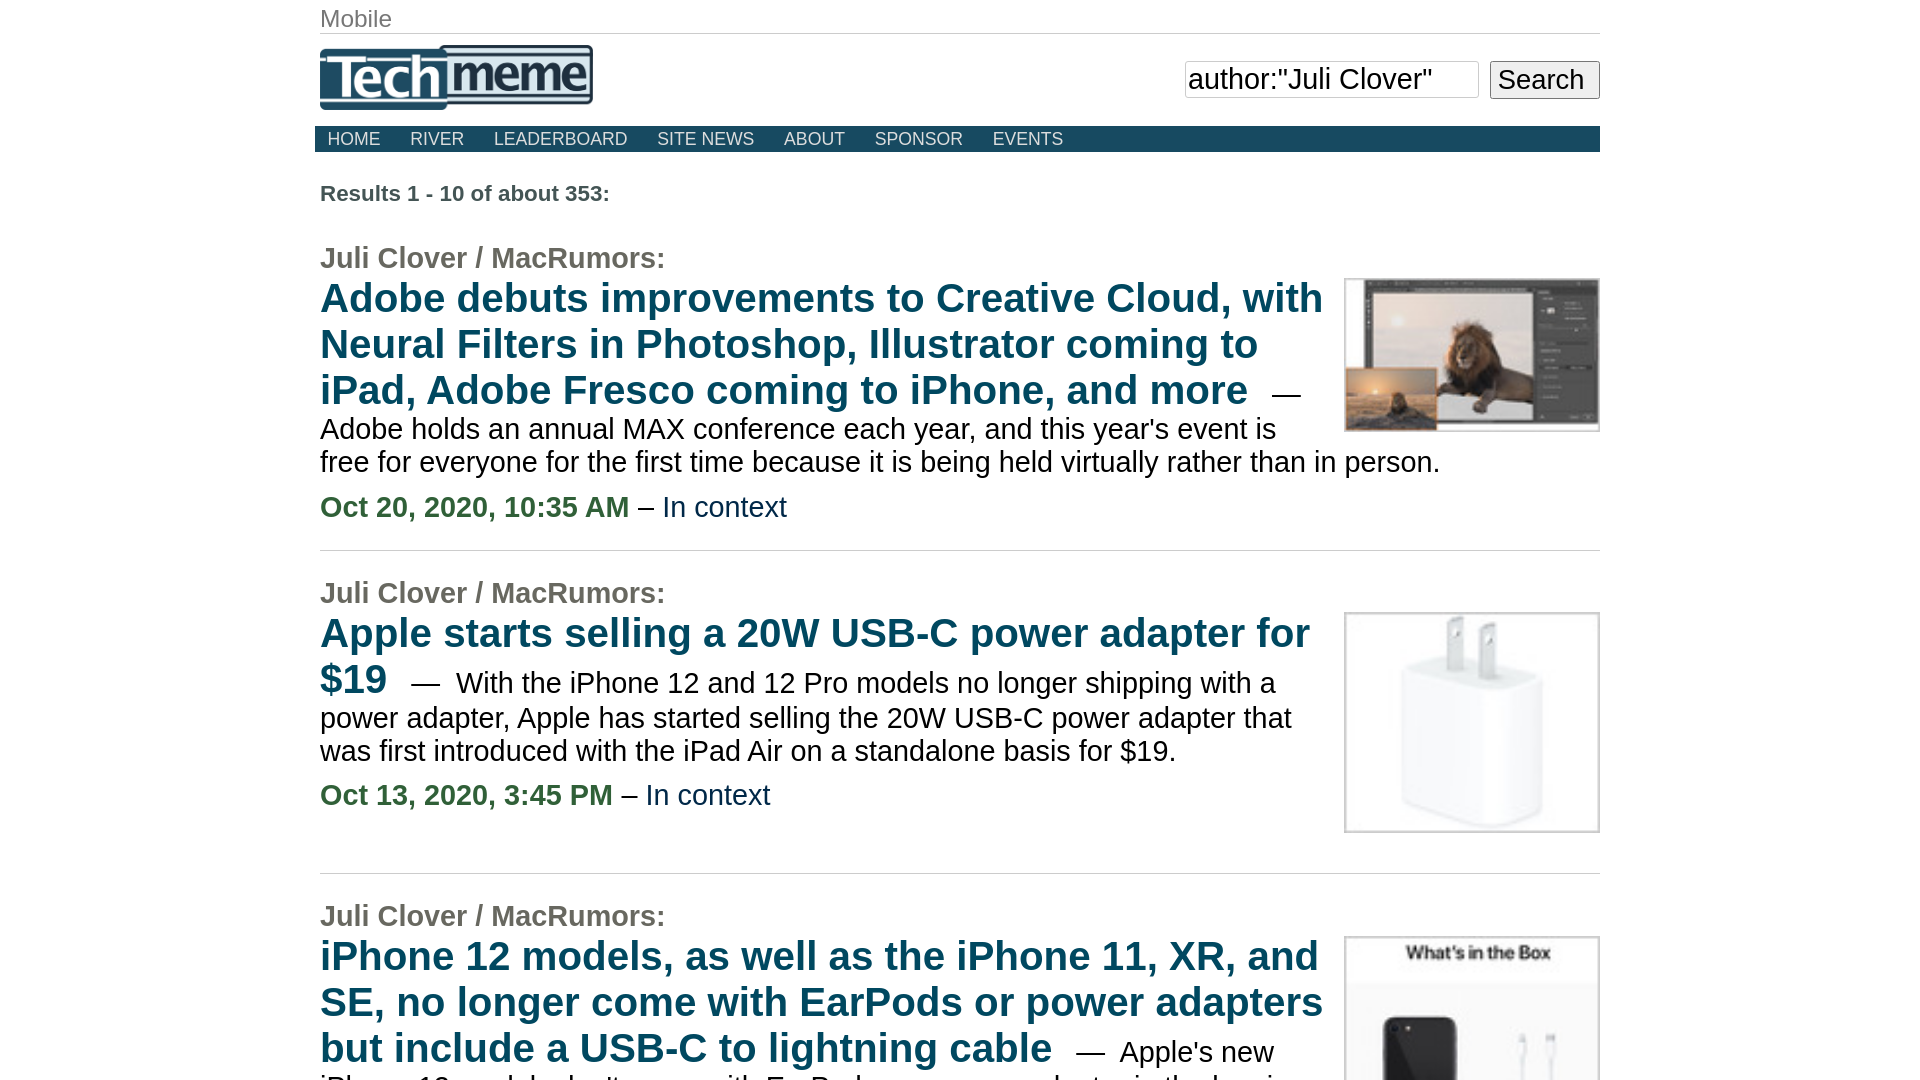 Mobile
Techmeme
author:"Juli Clover"
Search
HOME RIVER LEADERBOARD SITE NEWS ABOUT SPONSOR EVENTS
Results 1 - 10 of about 353:
Juli Clover / MacRumors:
Adobe debuts improvements to Creative Cloud, with
Neural Filters in Photoshop, Illustrator coming to
iPad, Adobe Fresco coming to iPhone, and more —
Adobe holds an annual MAX conference each year, and this year's event is
free for everyone for the first time because it is being held virtually rather than in person.
Oct 20, 2020, 10:35 AM – In context
Juli Clover / MacRumors:
Apple starts selling a 20W USB-C power adapter for
$19 — With the iPhone 12 and 12 Pro models no longer shipping with a
power adapter, Apple has started selling the 20W USB-C power adapter that
was first introduced with the iPad Air on a standalone basis for $19.
Oct 13, 2020, 3:45 PM – In context
Juli Clover / MacRumors:
iPhone 12 models, as well as the iPhone 11, XR, and
SE, no longer come with EarPods or power adapters
but include a USB-C to lightning cable — Apple's new
What's in the Box